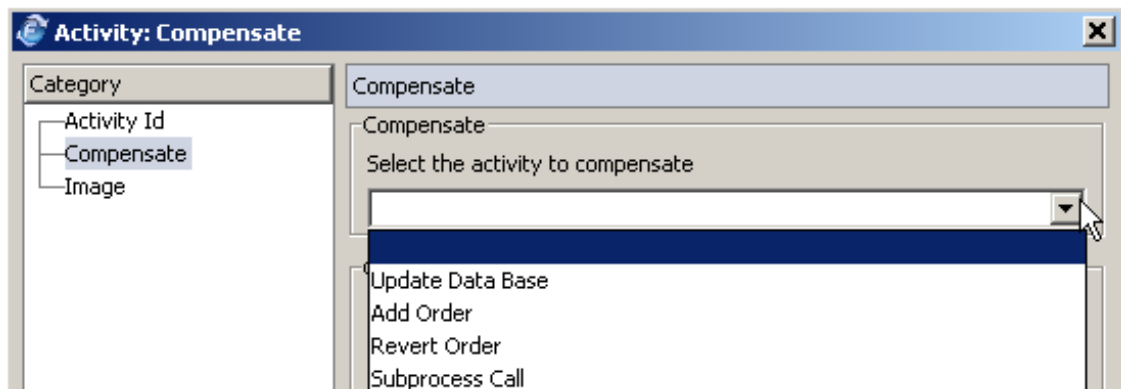 Activity: Compensate
Category
Activity Id
Compensate
Image
Compensate
Compensate
Select the activity to compensate
Update Data Base
Add Order
Revert Order
Subprocess Call